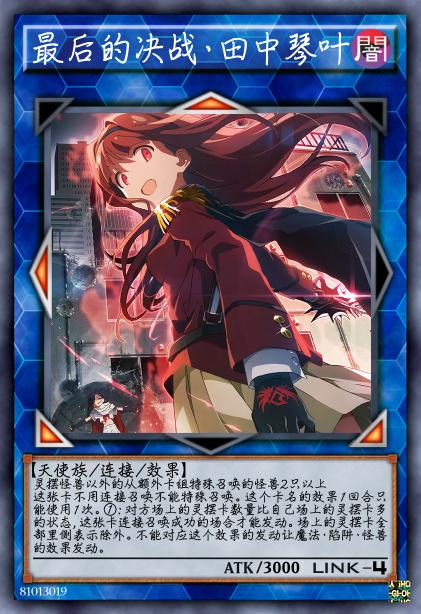 最后的决战·田中琴叶
闇
【天使族/连接/效果】
灵摆怪兽以外的从额外卡组特殊召唤的怪兽2只以上
这张卡不用连接召唤不能特殊召唤。这个卡名的效果1回合只
能使用1次。①:对方场上的灵摆卡数量比自己场上的灵摆卡多
的状态,这张卡连接召唤成功的场合才能发动。场上的灵摆卡全
部里侧表示除外。不能对应这个效果的发动让魔法·陷阱·怪兽
的效果发动。
ATK/3000 LINK-4
81013019